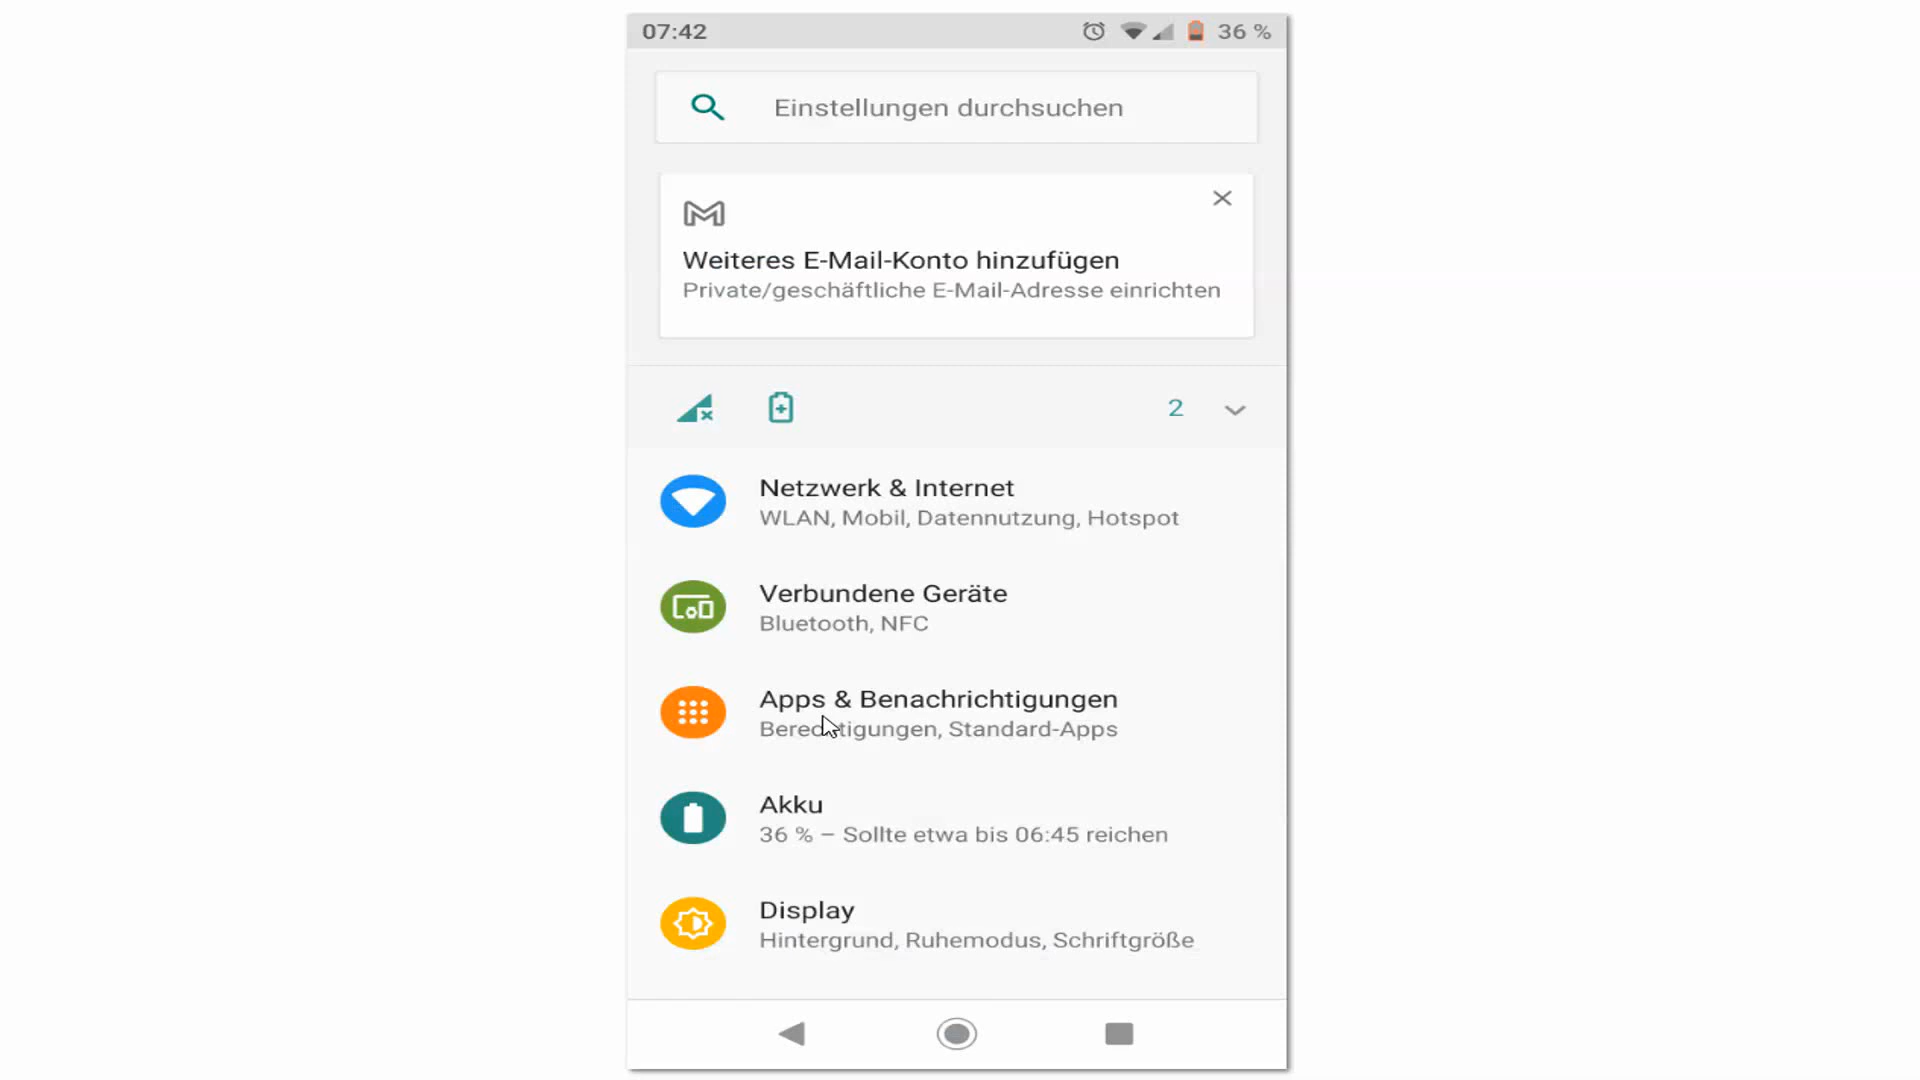 07:42
36 %
Einstellungen durchsuchen
Weiteres E-Mail-Konto hinzufügen
Private/geschäftliche E-Mail-Adresse einrichten
2
Netzwerk & Internet
WLAN, Mobil, Datennutzung, Hotspot
Verbundene Geräte
Bluetooth, NFC
Apps & Benachrichtigungen
Berechtigungen, Standard-Apps
Akku
36 % – Sollte etwa bis 06:45 reichen
Display
Hintergrund, Ruhemodus, Schriftgröße